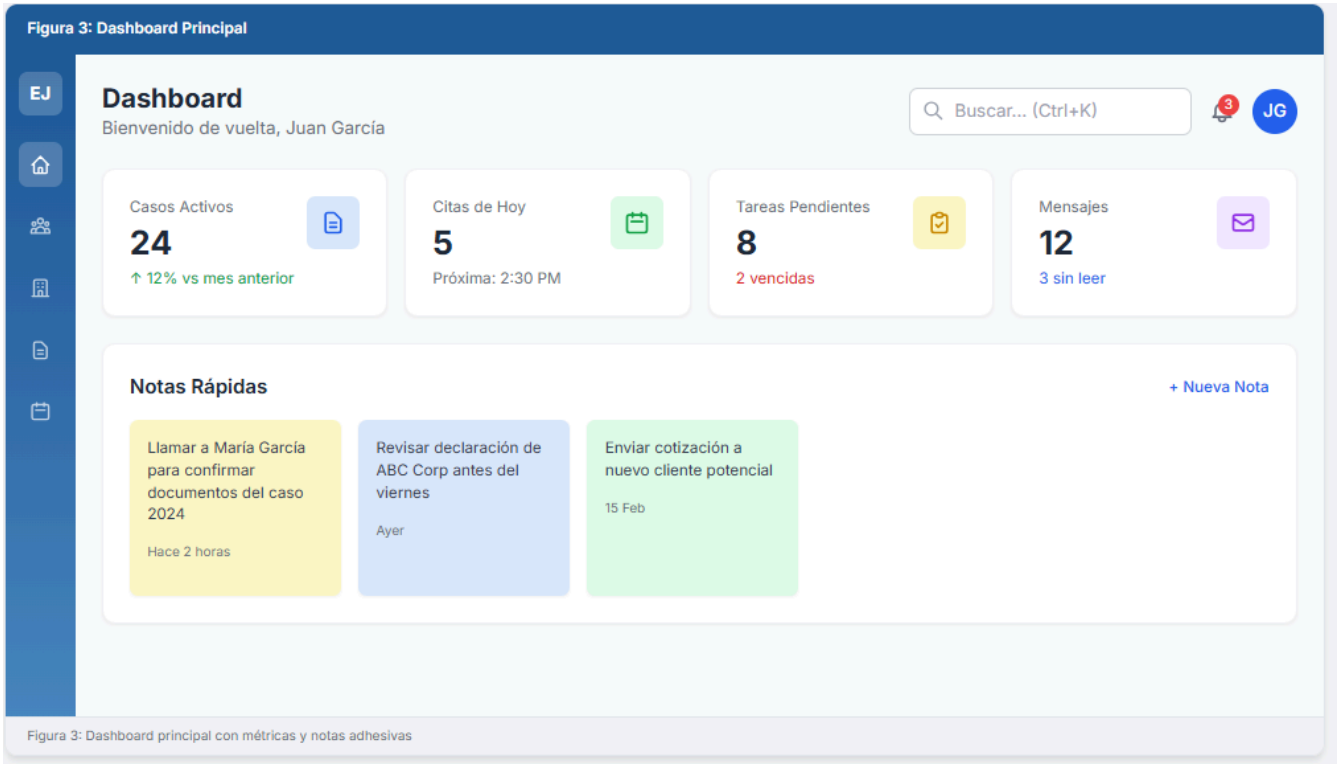 Figura 3: Dashboard Principal
EJ
Dashboard
Bienvenido de vuelta, Juan García
Buscar... (Ctrl+K)
3
JG
Casos Activos
24
↑ 12% vs mes anterior
Citas de Hoy
5
Próxima: 2:30 PM
Tareas Pendientes
8
2 vencidas
Mensajes
12
3 sin leer
Notas Rápidas
+ Nueva Nota
Llamar a María García
para confirmar
documentos del caso
2024
Hace 2 horas
Revisar declaración de
ABC Corp antes del
viernes
Ayer
Enviar cotización a
nuevo cliente potencial
15 Feb
Figura 3: Dashboard principal con métricas y notas adhesivas